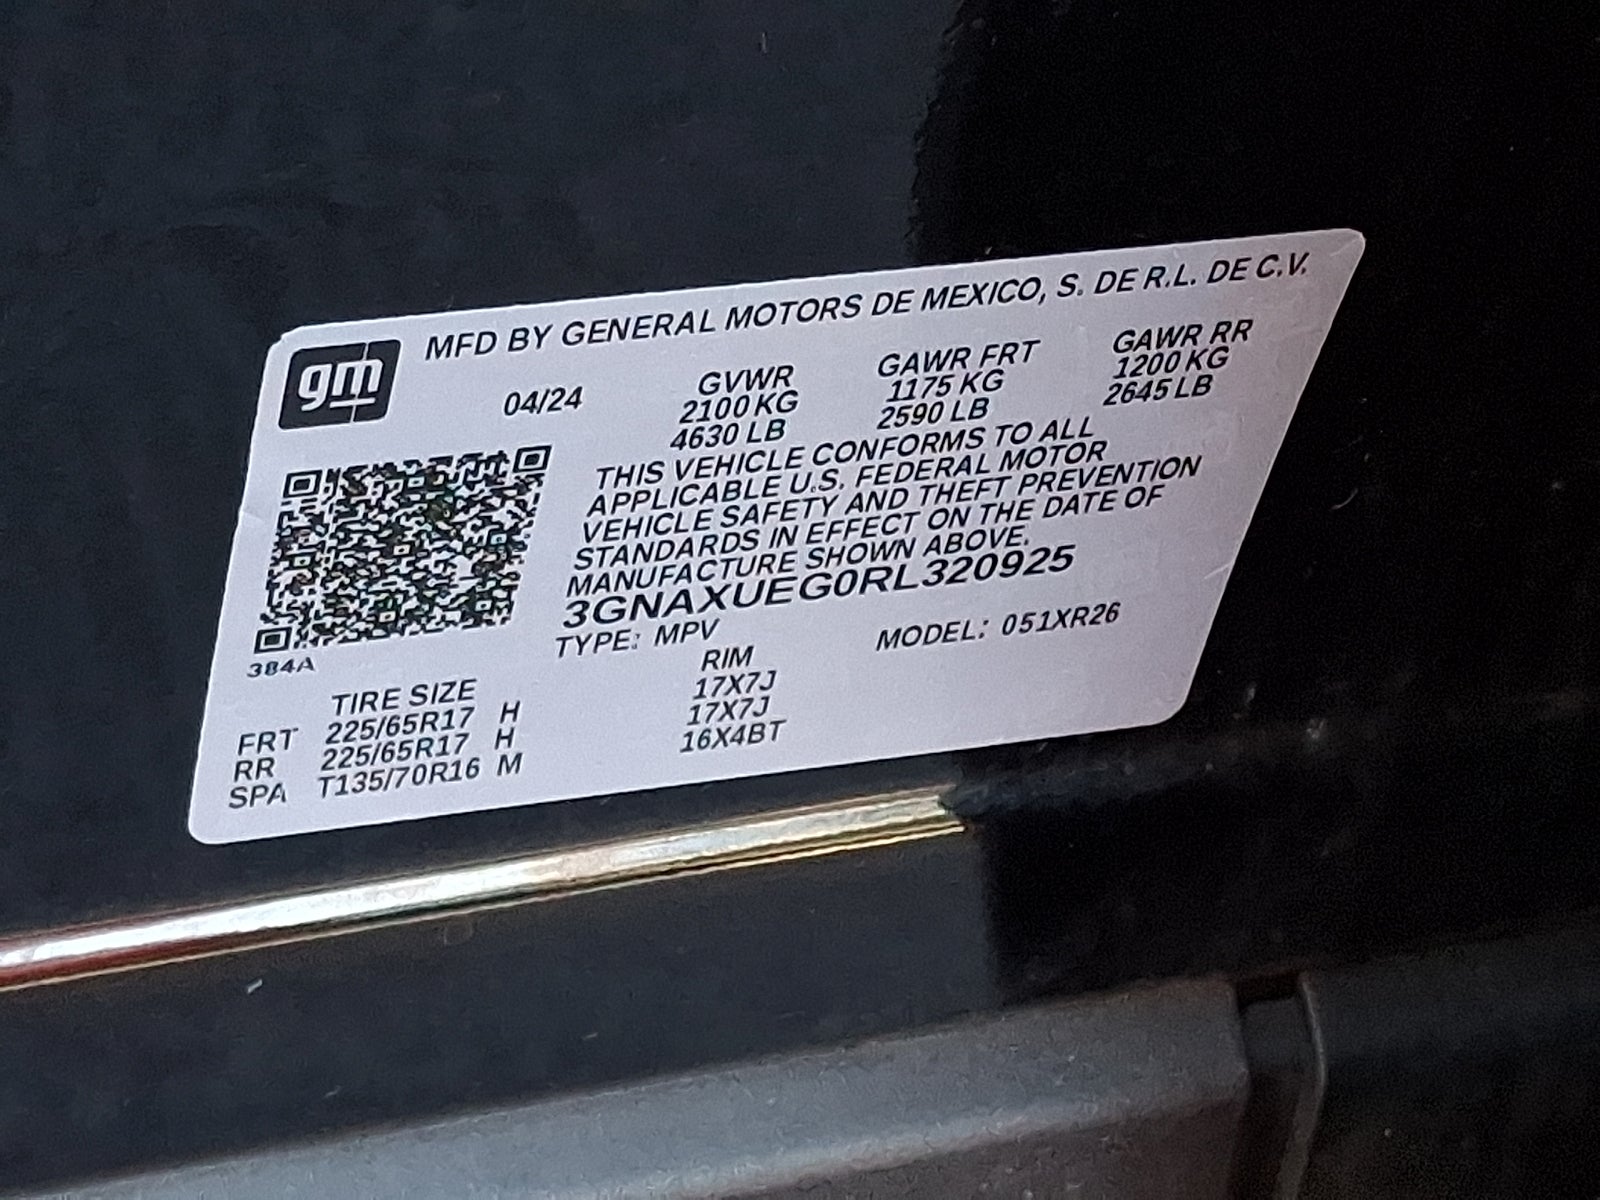 gm
MFD BY GENERAL MOTORS DE MEXICO, S. DE R.L. DE C.V.
04/24 GVWR GAWR FRT GAWR RR
2100 KG 1175 KG 1200 KG
4630 LB 2590 LB 2645 LB
THIS VEHICLE CONFORMS TO ALL
APPLICABLE U.S. FEDERAL MOTOR
VEHICLE SAFETY AND THEFT PREVENTION
STANDARDS IN EFFECT ON THE DATE OF
MANUFACTURE SHOWN ABOVE.
3GNAXUEG0RL320925
TYPE: MPV MODEL: 051XR26
384A
TIRE SIZE RIM
FRT 225/65R17 H 17X7J
RR 225/65R17 H 17X7J
SPA T135/70R16 M 16X4BT